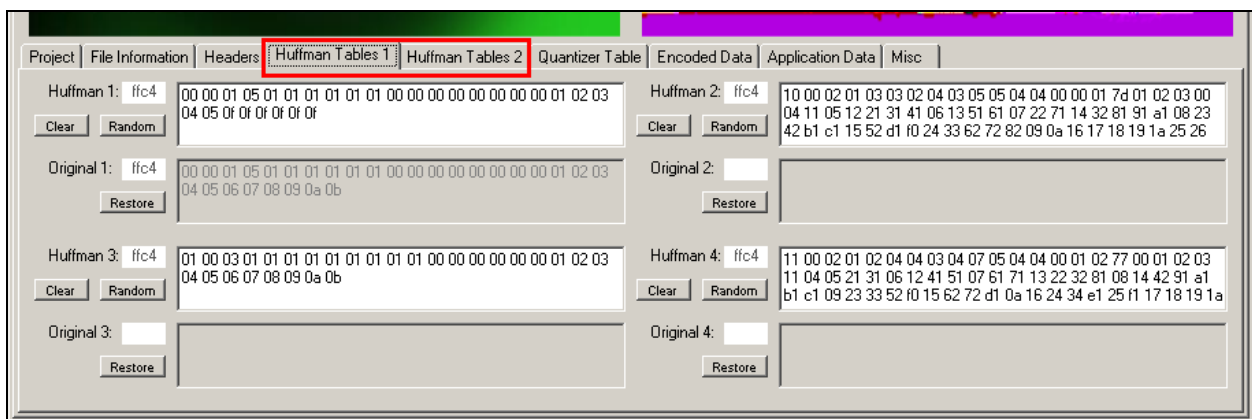 Project File Information Headers Huffman Tables 1 Huffman Tables 2 Quantizer Table Encoded Data Application Data Misc
Huffman 1: ffc4
00 00 01 05 01 01 01 01 01 01 00 00 00 00 00 00 00 00 01 02 03
04 05 0f 0f 0f 0f 0f 0f
Clear Random
Huffman 2: ffc4
10 00 02 01 03 03 02 04 03 05 05 04 04 00 00 01 7d 01 02 03 00
04 11 05 12 21 31 41 06 13 51 61 07 22 71 14 32 81 91 a1 08 23
42 b1 c1 15 52 d1 f0 24 33 62 72 82 09 0a 16 17 18 19 1a 25 26
Clear Random
Original 1: ffc4
00 00 01 05 01 01 01 01 01 01 00 00 00 00 00 00 00 00 01 02 03
04 05 06 07 08 09 0a 0b
Restore
Original 2:
Restore
Huffman 3: ffc4
01 00 03 01 01 01 01 01 01 01 01 01 00 00 00 00 00 00 01 02 03
04 05 06 07 08 09 0a 0b
Clear Random
Huffman 4: ffc4
11 00 02 01 02 04 04 03 04 07 05 04 04 00 01 02 77 00 01 02 03
11 04 05 21 31 06 12 41 51 07 61 71 13 22 32 81 08 14 42 91 a1
b1 c1 09 23 33 52 f0 15 62 72 d1 0a 16 24 34 e1 25 f1 17 18 19 1a
Clear Random
Original 3:
Restore
Original 4:
Restore